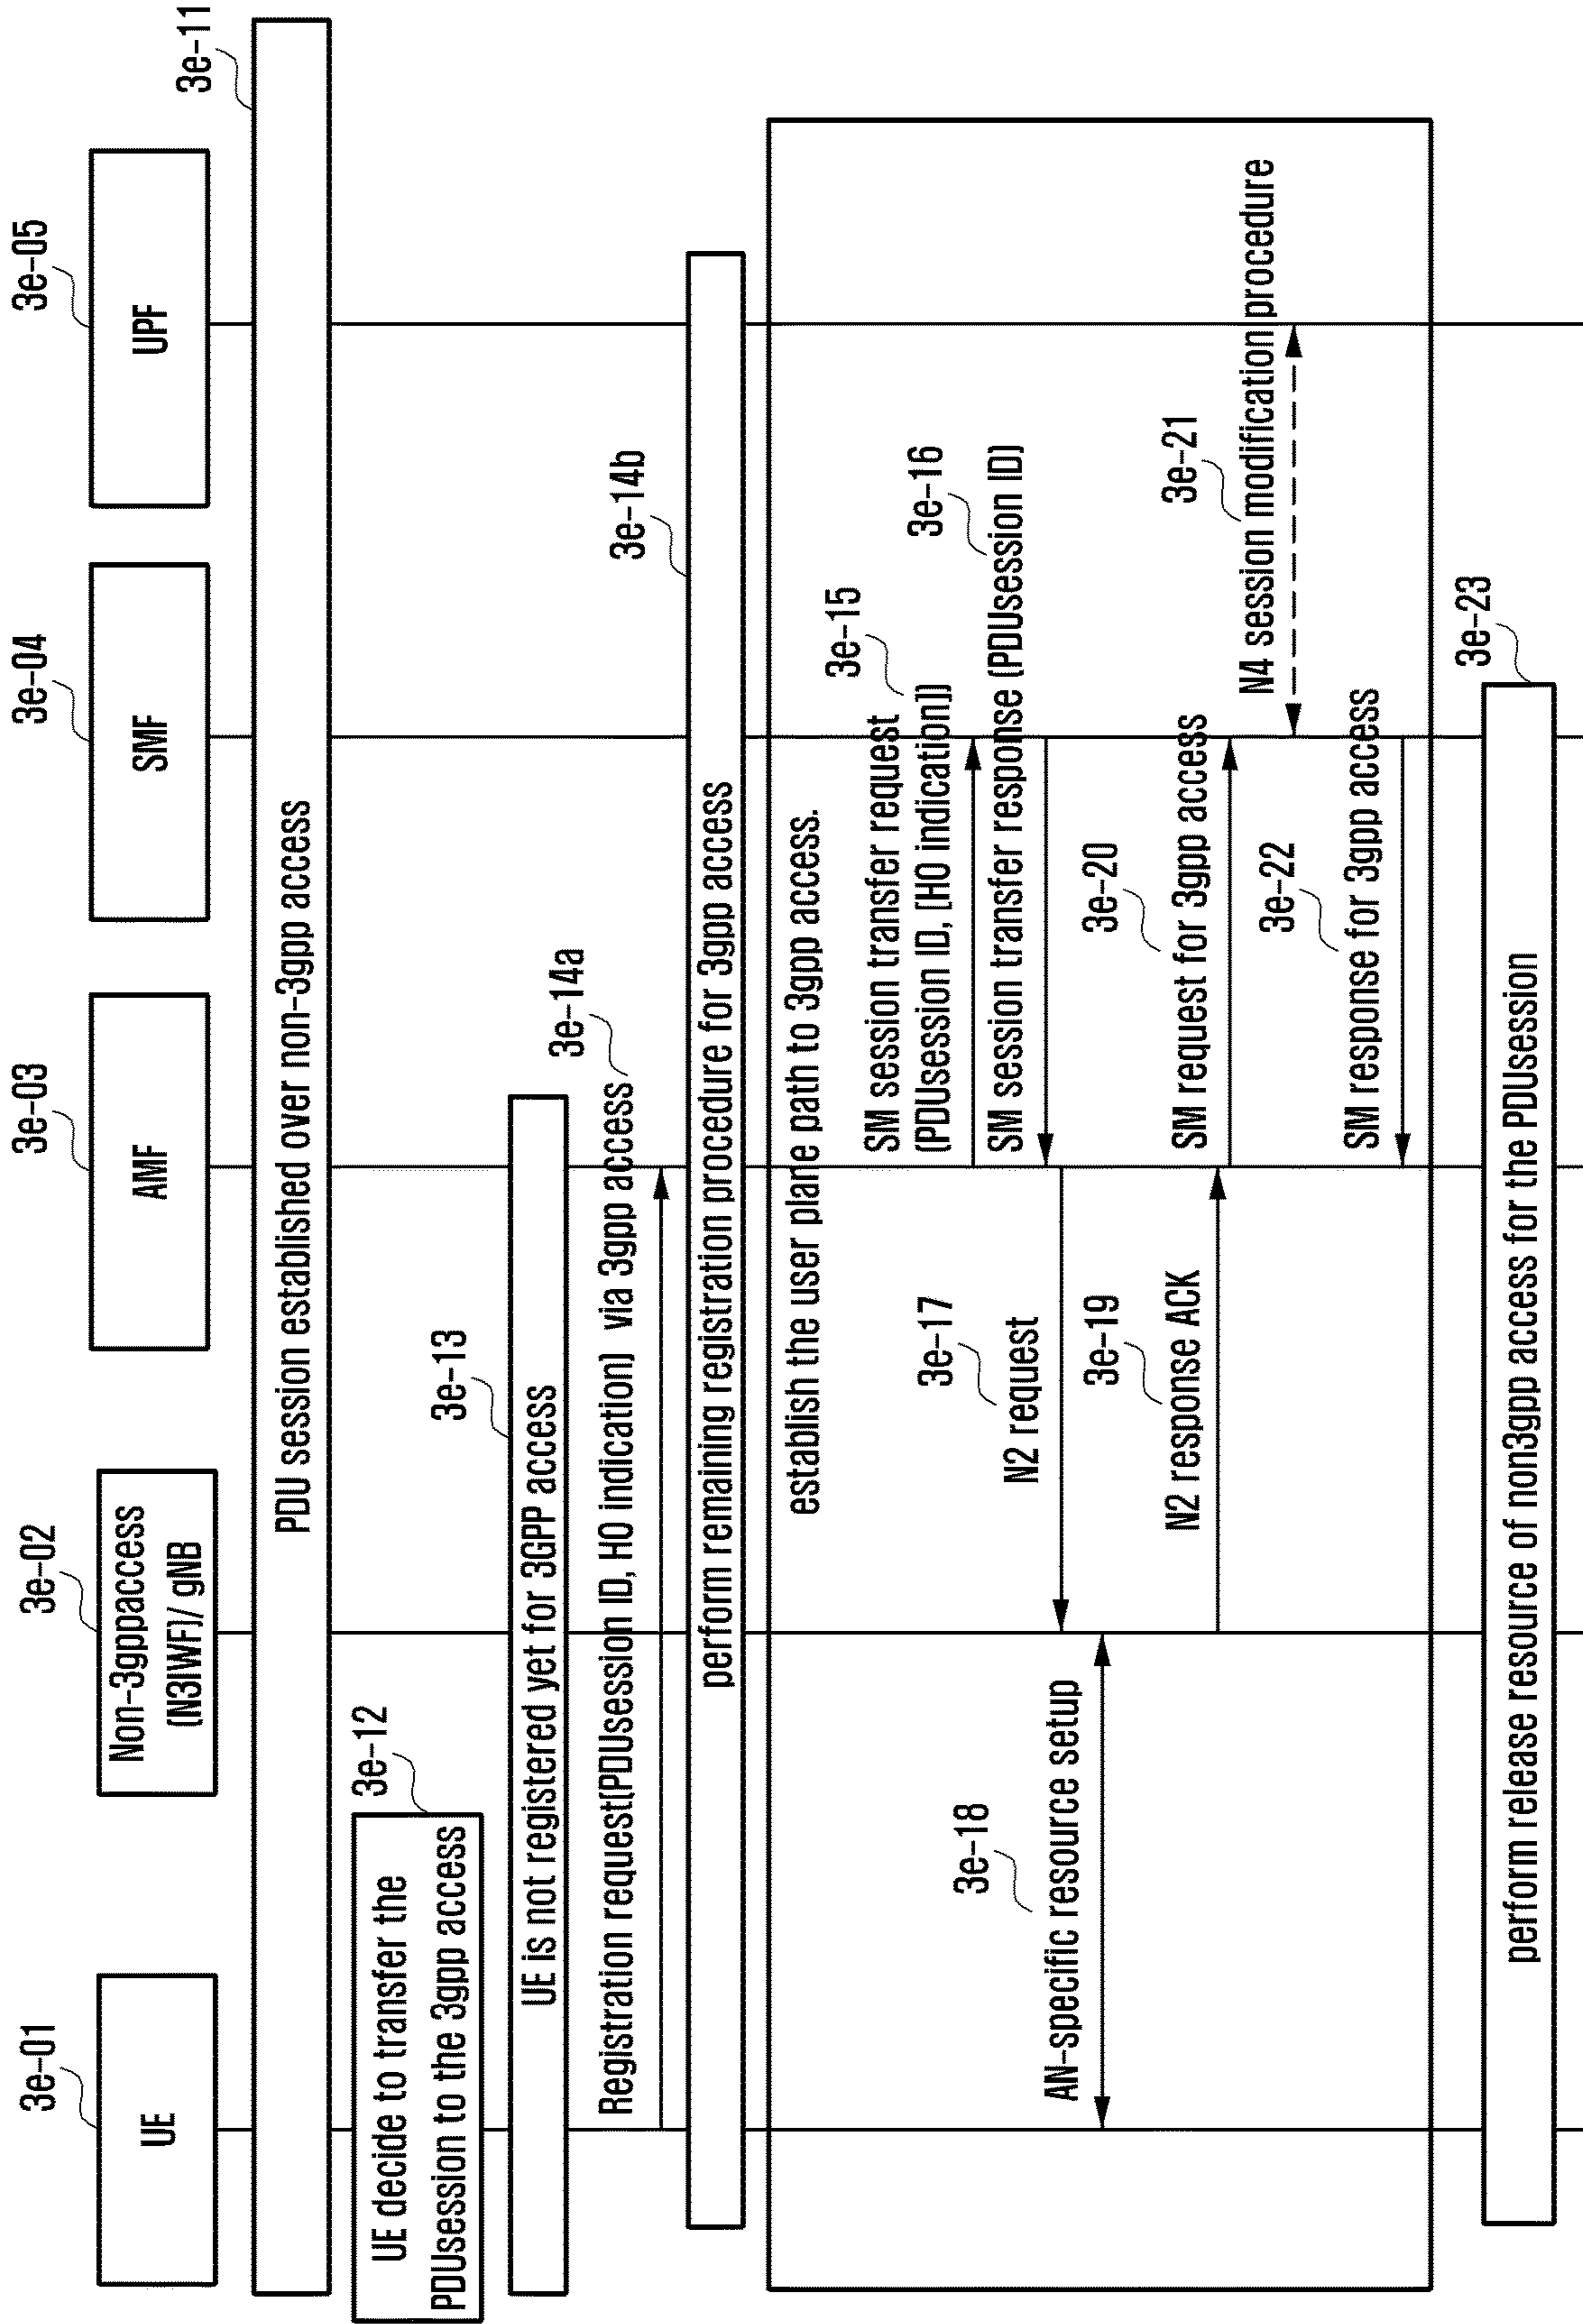 3e-01
3e-02
3e-03
3e-04
3e-05
UE
Non-3gppaccess
(N3IWF)/ gNB
AMF
SMF
UPF
3e-11
PDU session established over non-3gpp access
3e-12
UE decide to transfer the
PDUsession to the 3gpp access
3e-13
UE is not registered yet for 3GPP access
3e-14a
Registration request(PDUsession ID, HO indication) via 3gpp access
3e-14b
perform remaining registration procedure for 3gpp access
establish the user plane path to 3gpp access.
3e-15
SM session transfer request
(PDUsession ID, [HO indication])
3e-16
SM session transfer response (PDUsession ID)
3e-17
N2 request
3e-18
AN-specific resource setup
3e-19
N2 response ACK
3e-20
SM request for 3gpp access
3e-21
N4 session modification procedure
3e-22
SM response for 3gpp access
3e-23
perform release resource of non3gpp access for the PDUsession